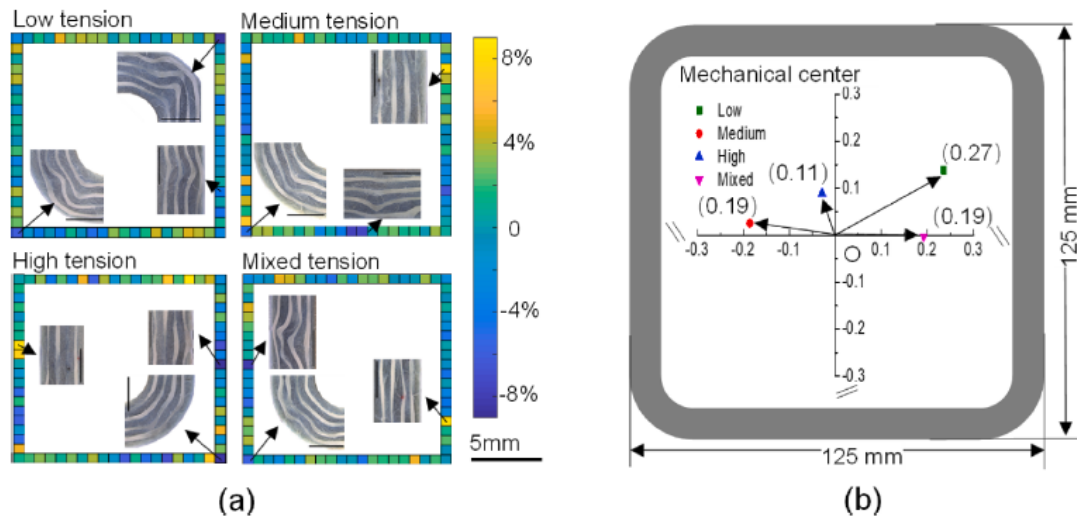 Low tension
Medium tension
8%
4%
0
-4%
-8%
High tension
Mixed tension
5mm
(a)
Mechanical center
Low
Medium
High
Mixed
0.3
0.2
0.1
-0.1
-0.2
-0.3
-0.3
-0.2
-0.1
0.1
0.2
0.3
(0.27)
(0.11)
(0.19)
(0.19)
O
125 mm
125 mm
(b)